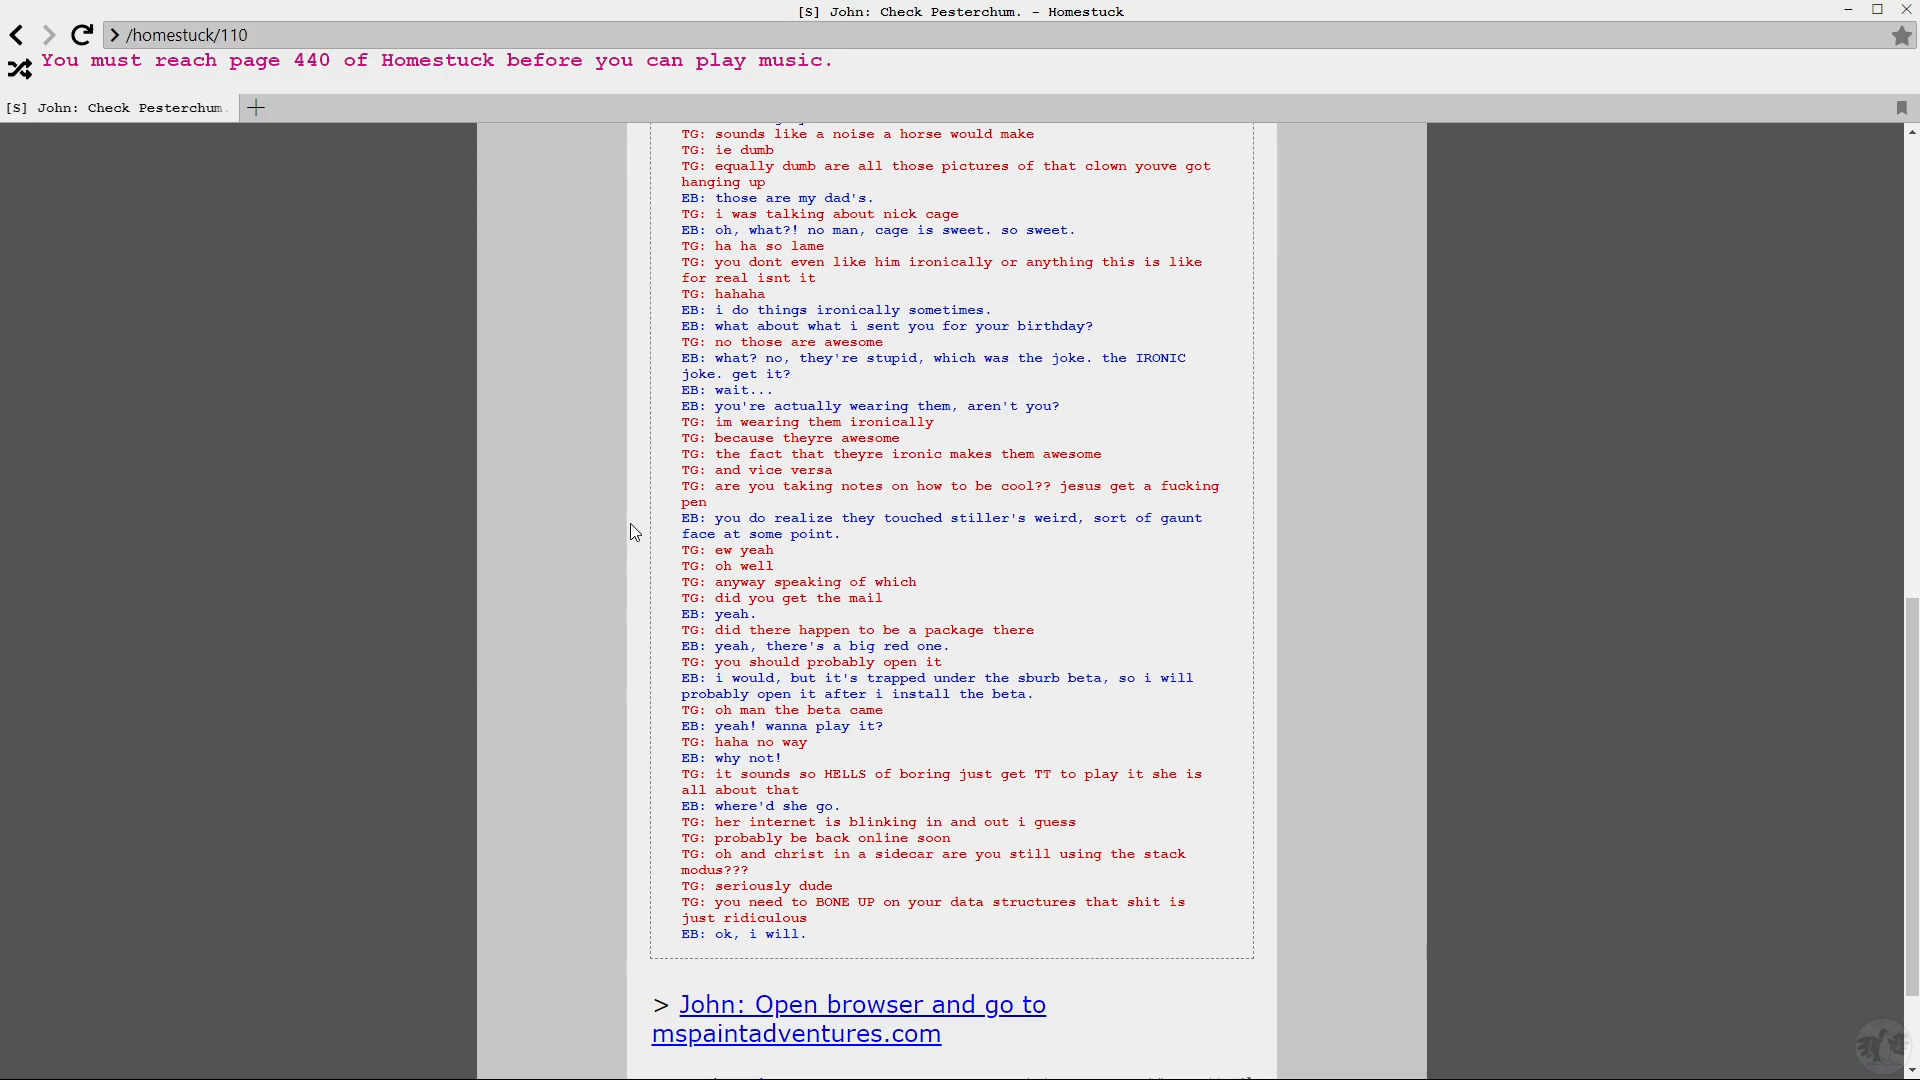 [S] John: Check Pesterchum. - Homestuck
/homestuck/110
You must reach page 440 of Homestuck before you can play music.
[S] John: Check Pesterchum.
TG: sounds like a noise a horse would make
TG: ie dumb
TG: equally dumb are all those pictures of that clown youve got
hanging up
EB: those are my dad's.
TG: i was talking about nick cage
EB: oh, what?! no man, cage is sweet. so sweet.
TG: ha ha so lame
TG: you dont even like him ironically or anything this is like
for real isnt it
TG: hahaha
EB: i do things ironically sometimes.
EB: what about what i sent you for your birthday?
TG: no those are awesome
EB: what? no, they're stupid, which was the joke. the IRONIC
joke. get it?
EB: wait...
EB: you're actually wearing them, aren't you?
TG: im wearing them ironically
TG: because theyre awesome
TG: the fact that theyre ironic makes them awesome
TG: and vice versa
TG: are you taking notes on how to be cool?? jesus get a fucking
pen
EB: you do realize they touched stiller's weird, sort of gaunt
face at some point.
TG: ew yeah
TG: oh well
TG: anyway speaking of which
TG: did you get the mail
EB: yeah.
TG: did there happen to be a package there
EB: yeah, there's a big red one.
TG: you should probably open it
EB: i would, but it's trapped under the sburb beta, so i will
probably open it after i install the beta.
TG: oh man the beta came
EB: yeah! wanna play it?
TG: haha no way
EB: why not!
TG: it sounds so HELLS of boring just get TT to play it she is
all about that
EB: where'd she go.
TG: her internet is blinking in and out i guess
TG: probably be back online soon
TG: oh and christ in a sidecar are you still using the stack
modus???
TG: seriously dude
TG: you need to BONE UP on your data structures that shit is
just ridiculous
EB: ok, i will.
> John: Open browser and go to
mspaintadventures.com